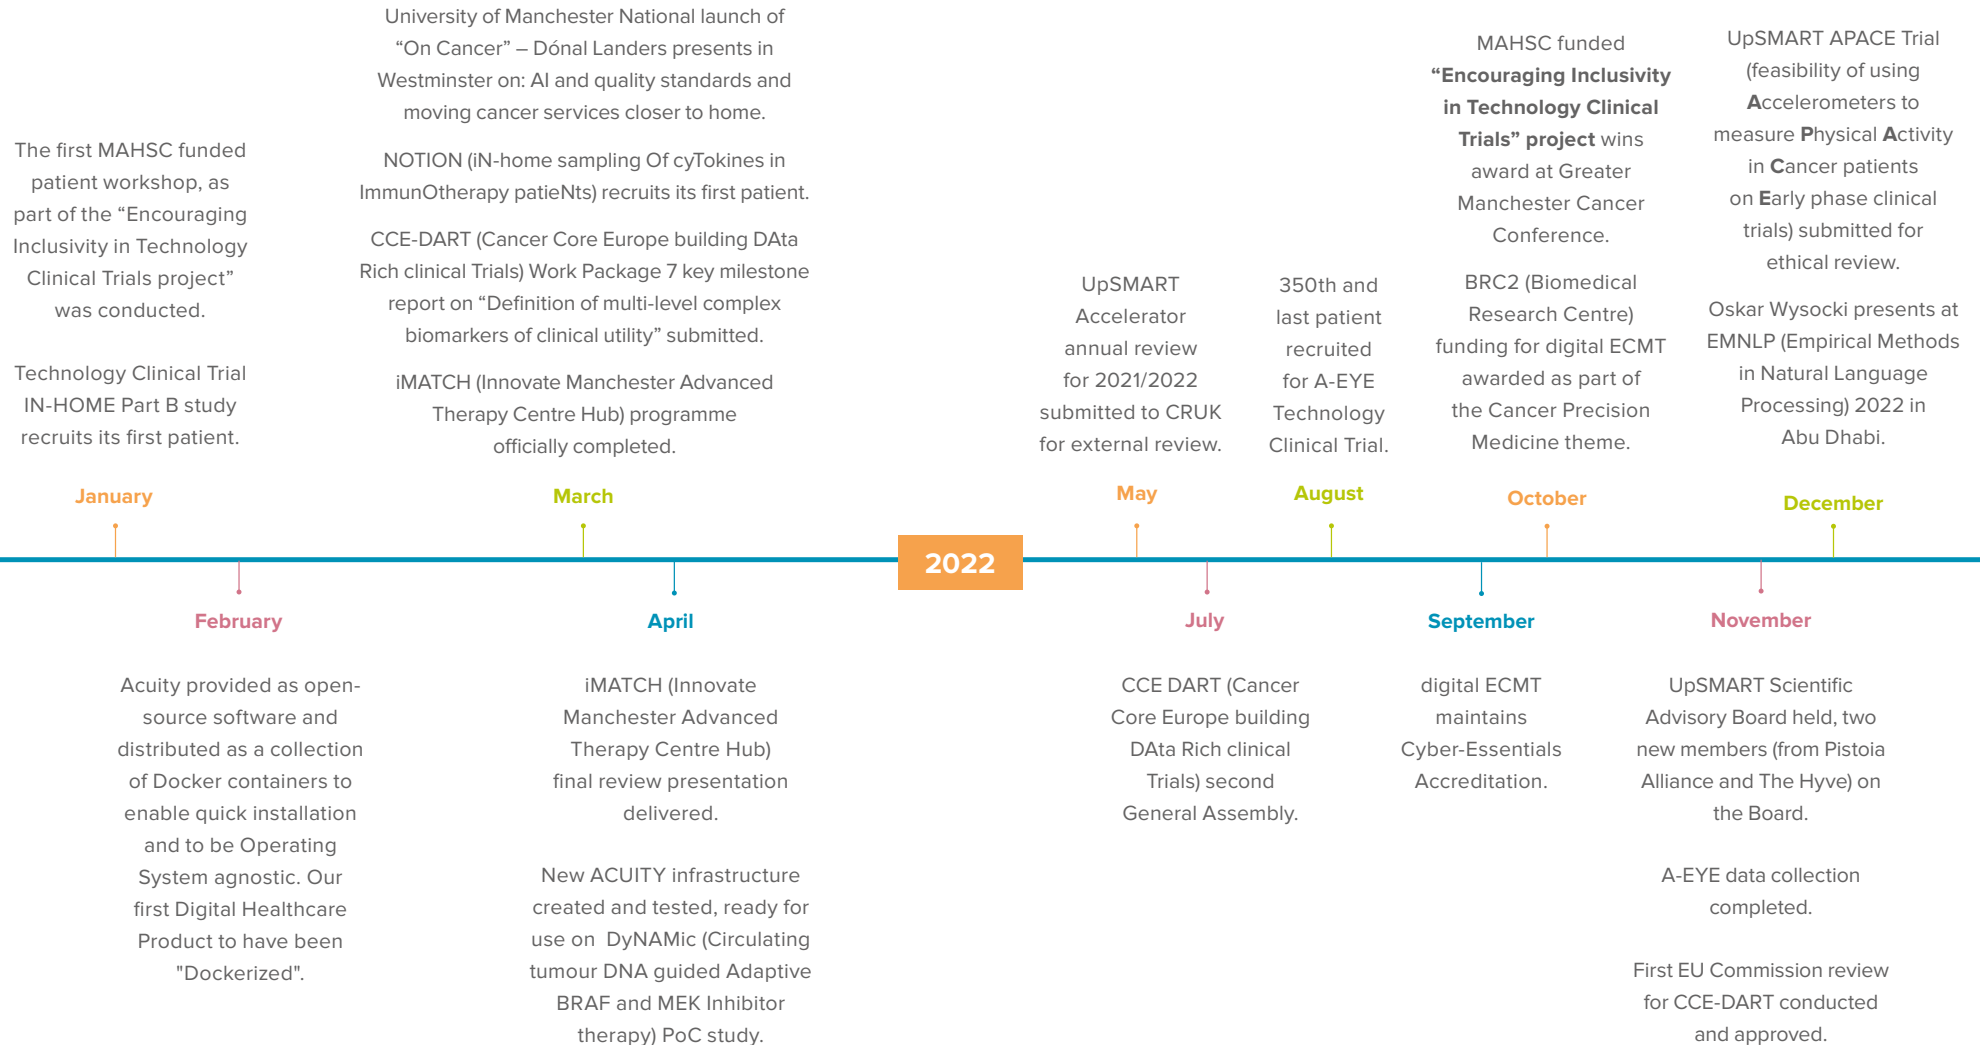 The first MAHSC funded
patient workshop, as
part of the “Encouraging
Inclusivity in Technology
Clinical Trials project”
was conducted.
Technology Clinical Trial
IN-HOME Part B study
recruits its first patient.
January
University of Manchester National launch of
“On Cancer” – Dónal Landers presents in
Westminster on: AI and quality standards and
moving cancer services closer to home.
NOTION (iN-home sampling Of cyTokines in
ImmunOtherapy patieNts) recruits its first patient.
CCE-DART (Cancer Core Europe building DAta
Rich clinical Trials) Work Package 7 key milestone
report on “Definition of multi-level complex
biomarkers of clinical utility” submitted.
iMATCH (Innovate Manchester Advanced
Therapy Centre Hub) programme
officially completed.
March
UpSMART
Accelerator
annual review
for 2021/2022
submitted to CRUK
for external review.
May
350th and
last patient
recruited
for A-EYE
Technology
Clinical Trial.
August
MAHSC funded
“Encouraging Inclusivity
in Technology Clinical
Trials” project wins
award at Greater
Manchester Cancer
Conference.
BRC2 (Biomedical
Research Centre)
funding for digital ECMT
awarded as part of
the Cancer Precision
Medicine theme.
October
UpSMART APACE Trial
(feasibility of using
Accelerometers to
measure Physical Activity
in Cancer patients
on Early phase clinical
trials) submitted for
ethical review.
Oskar Wysocki presents at
EMNLP (Empirical Methods
in Natural Language
Processing) 2022 in
Abu Dhabi.
December
2022
February
Acuity provided as open-
source software and
distributed as a collection
of Docker containers to
enable quick installation
and to be Operating
System agnostic. Our
first Digital Healthcare
Product to have been
"Dockerized".
April
iMATCH (Innovate
Manchester Advanced
Therapy Centre Hub)
final review presentation
delivered.
New ACUITY infrastructure
created and tested, ready for
use on DyNAMic (Circulating
tumour DNA guided Adaptive
BRAF and MEK Inhibitor
therapy) PoC study.
July
CCE DART (Cancer
Core Europe building
DAta Rich clinical
Trials) second
General Assembly.
September
digital ECMT
maintains
Cyber-Essentials
Accreditation.
November
UpSMART Scientific
Advisory Board held, two
new members (from Pistoia
Alliance and The Hyve) on
the Board.
A-EYE data collection
completed.
First EU Commission review
for CCE-DART conducted
and approved.